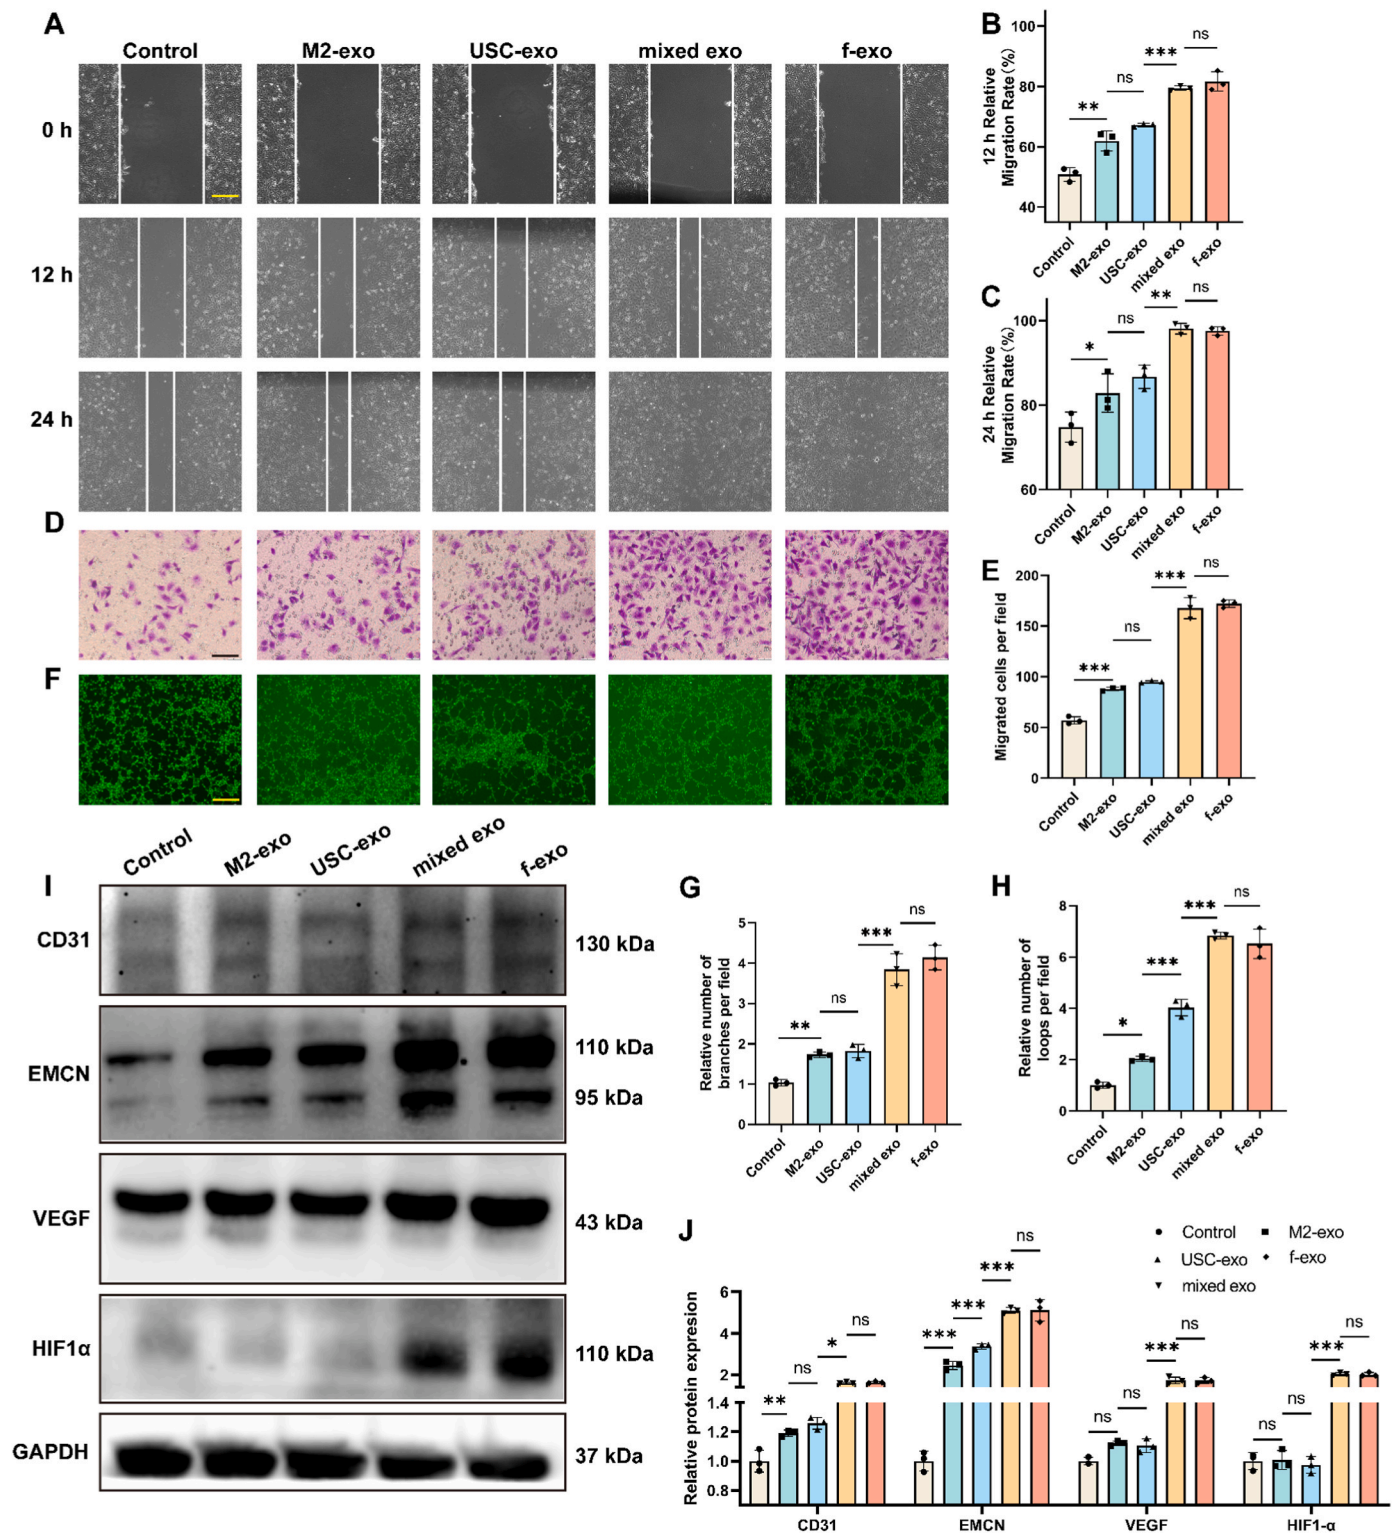 A
Control
M2-exo
USC-exo
mixed exo
f-exo
0 h
12 h
24 h
B
12 h Relative
Migration Rate(%)
100
80
60
40
**
ns
***
ns
Control
M2-exo
USC-exo
mixed exo
f-exo
C
24 h Relative
Migration Rate(%)
100
80
60
*
ns
**
ns
Control
M2-exo
USC-exo
mixed exo
f-exo
D
E
Migrated cells per field
200
150
100
50
0
***
ns
***
ns
Control
M2-exo
USC-exo
mixed exo
f-exo
F
I
Control
M2-exo
USC-exo
mixed exo
f-exo
CD31
130 kDa
EMCN
110 kDa
95 kDa
VEGF
43 kDa
HIF1α
110 kDa
GAPDH
37 kDa
G
Relative number of
branches per field
5
4
3
2
1
0
**
ns
***
ns
Control
M2-exo
USC-exo
mixed exo
f-exo
H
Relative number of
loops per field
8
6
4
2
0
*
***
***
ns
Control
M2-exo
USC-exo
mixed exo
f-exo
J
Control
M2-exo
USC-exo
f-exo
mixed exo
Relative protein expresion
6
4
2
1.4
1.2
1.0
0.8
**
ns
*
ns
***
***
***
ns
ns
ns
***
ns
ns
ns
***
ns
CD31
EMCN
VEGF
HIF1-α